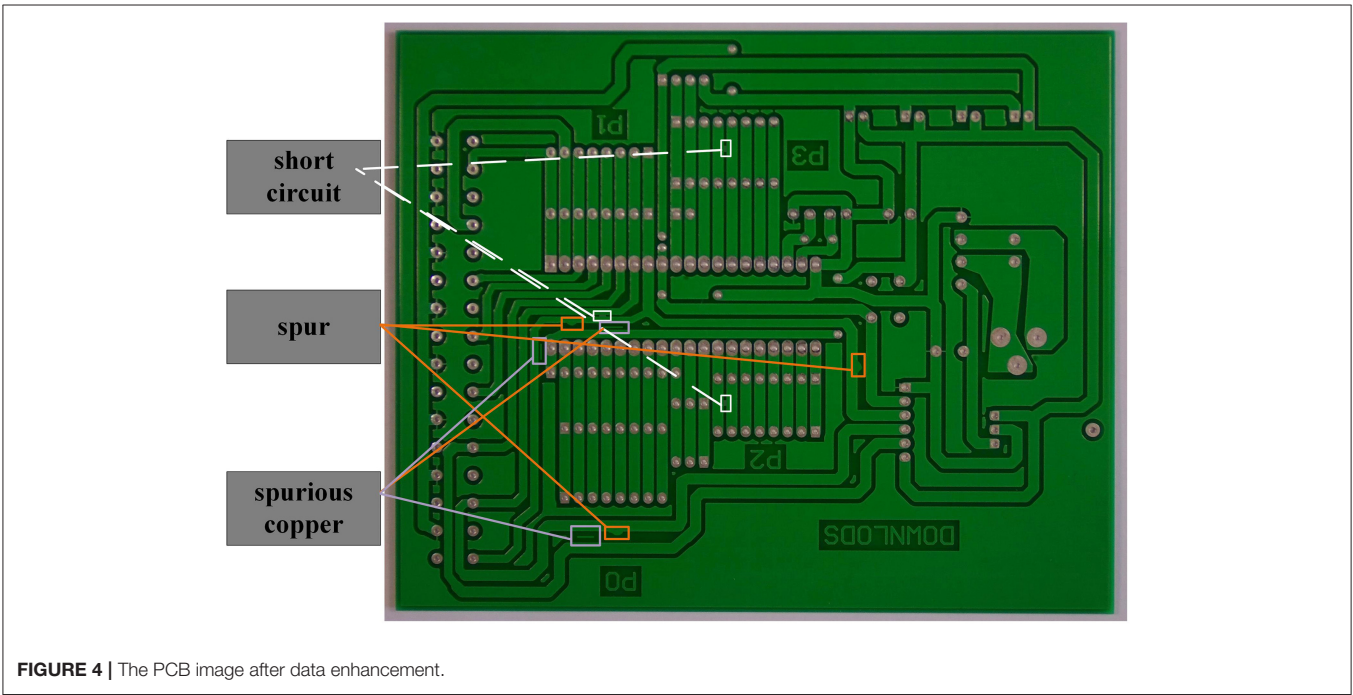 P1
P3
short
circuit
spur
P2
spurious
copper
DOWNLODS
P0
FIGURE 4 | The PCB image after data enhancement.